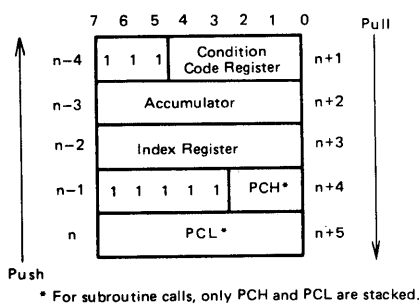 7 6 5 4 3 2 1 0
Pull
n-4 1 1 1 Condition Code Register n+1
n-3 Accumulator n+2
n-2 Index Register n+3
n-1 1 1 1 1 1 PCH* n+4
n PCL* n+5
Push
* For subroutine calls, only PCH and PCL are stacked.